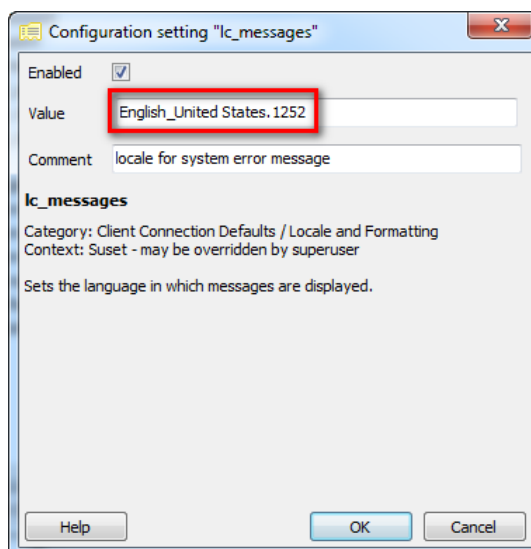 Configuration setting "lc_messages"
Enabled
Value English_United States.1252
Comment locale for system error message
lc_messages
Category: Client Connection Defaults / Locale and Formatting
Context: Suset - may be overridden by superuser
Sets the language in which messages are displayed.
Help OK Cancel